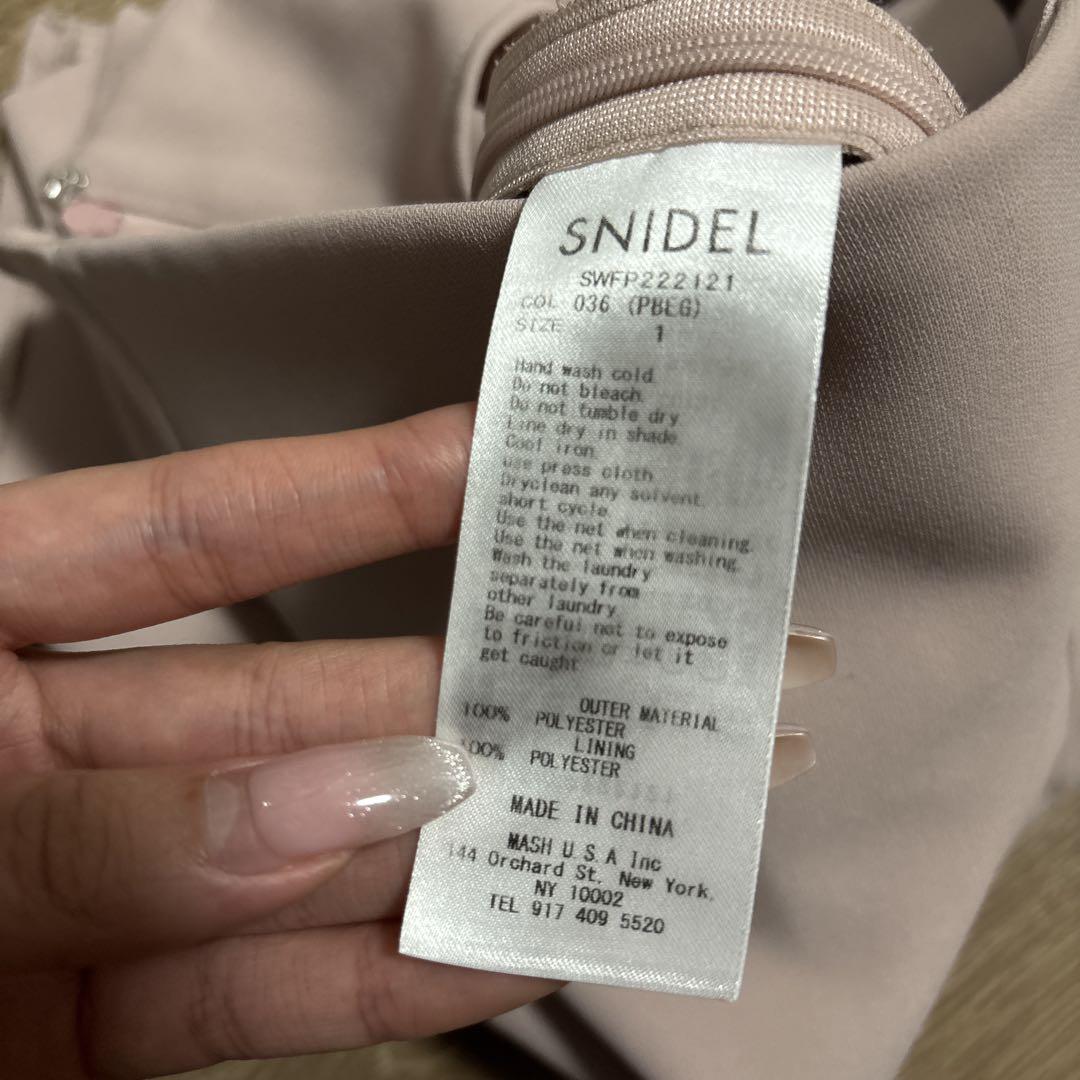 SNIDEL
SWFP222121
COL 036 (PBEG)
SIZE 1
Hand wash cold.
Do not bleach.
Do not tumble dry
Line dry in shade.
Cool iron.
Use press cloth
Dryclean any solvent.
short cycle.
Use the net when cleaning.
Use the net when washing.
Wash the laundry
separately from
other laundry.
Be careful not to expose
to friction or let it
get caught
OUTER MATERIAL
100% POLYESTER
LINING
100% POLYESTER
MADE IN CHINA
MASH U S A Inc
144 Orchard St. New York,
NY 10002
TEL 917 409 5520